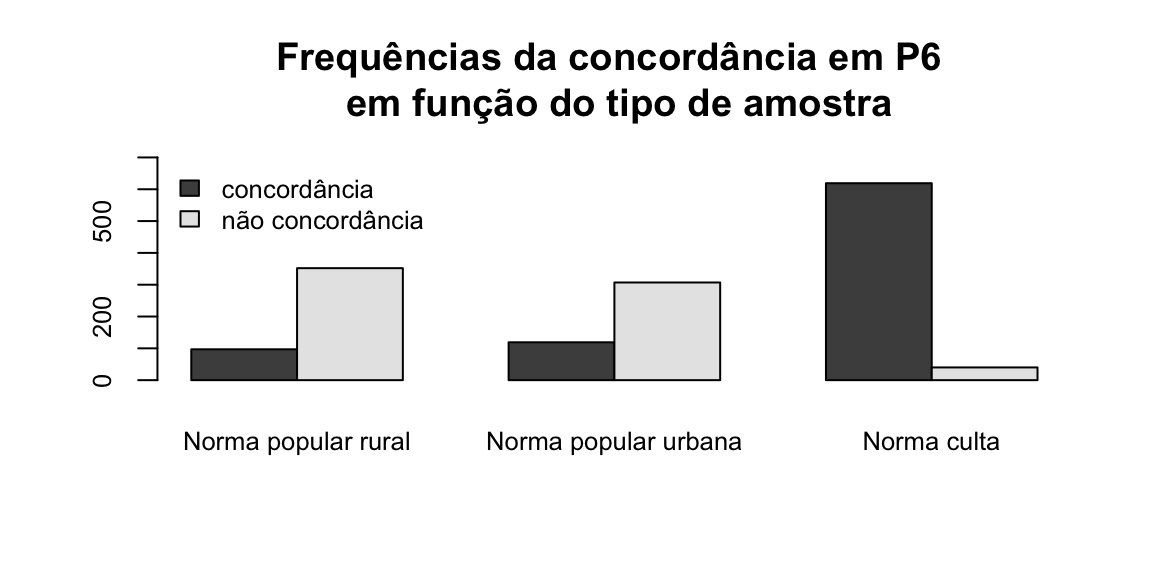 Frequências da concordância em P6
em função do tipo de amostra
concordância
não concordância
500
200
0
Norma popular rural
Norma popular urbana
Norma culta